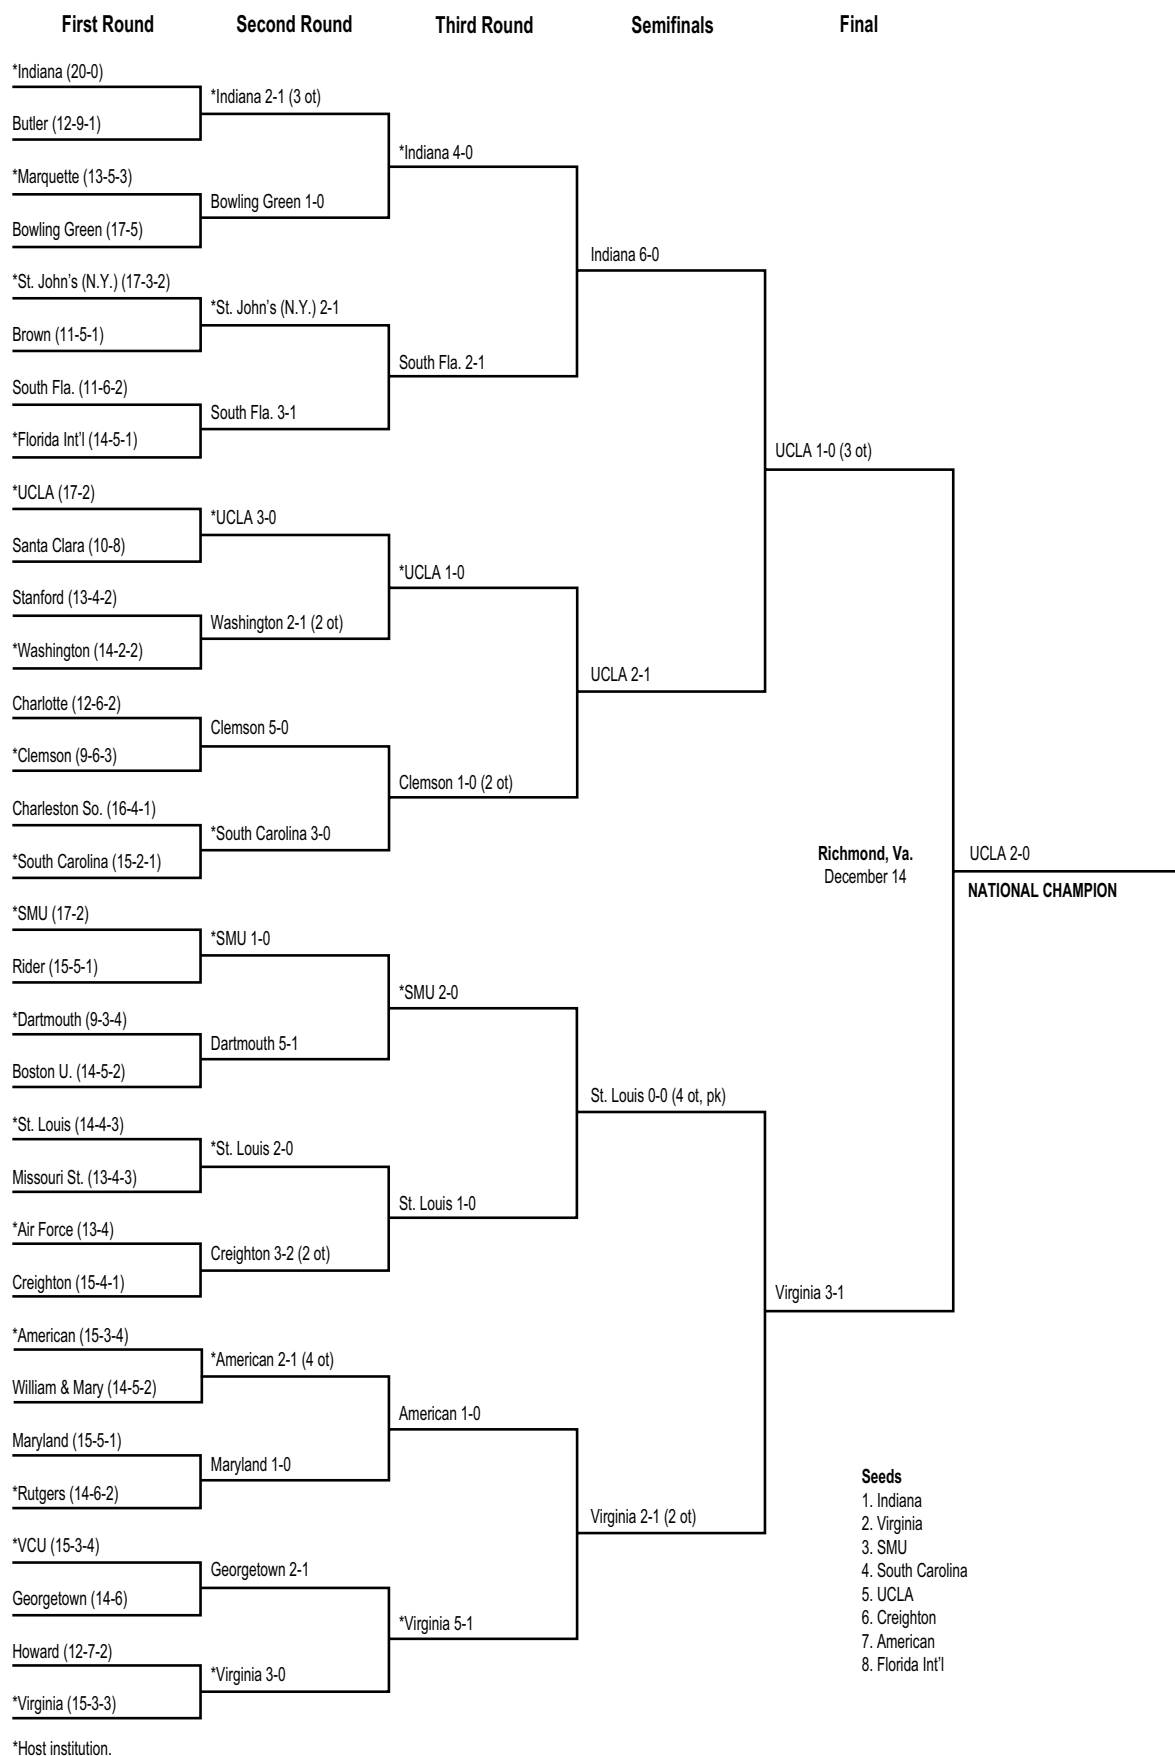 First Round Second Round Third Round Semifinals Final
*Indiana (20-0)
Butler (12-9-1)
*Marquette (13-5-3)
Bowling Green (17-5)
*St. John's (N.Y.) (17-3-2)
Brown (11-5-1)
South Fla. (11-6-2)
*Florida Int'l (14-5-1)
*UCLA (17-2)
Santa Clara (10-8)
Stanford (13-4-2)
*Washington (14-2-2)
Charlotte (12-6-2)
*Clemson (9-6-3)
Charleston So. (16-4-1)
*South Carolina (15-2-1)
*SMU (17-2)
Rider (15-5-1)
*Dartmouth (9-3-4)
Boston U. (14-5-2)
*St. Louis (14-4-3)
Missouri St. (13-4-3)
*Air Force (13-4)
Creighton (15-4-1)
*American (15-3-4)
William & Mary (14-5-2)
Maryland (15-5-1)
*Rutgers (14-6-2)
*VCU (15-3-4)
Georgetown (14-6)
Howard (12-7-2)
*Virginia (15-3-3)
*Indiana 2-1 (3 ot)
Bowling Green 1-0
*St. John's (N.Y.) 2-1
South Fla. 3-1
*UCLA 3-0
Washington 2-1 (2 ot)
Clemson 5-0
*South Carolina 3-0
*SMU 1-0
Dartmouth 5-1
*St. Louis 2-0
Creighton 3-2 (2 ot)
*American 2-1 (4 ot)
Maryland 1-0
Georgetown 2-1
*Virginia 3-0
*Indiana 4-0
South Fla. 2-1
*UCLA 1-0
Clemson 1-0 (2 ot)
*SMU 2-0
St. Louis 1-0
American 1-0
*Virginia 5-1
Indiana 6-0
UCLA 2-1
St. Louis 0-0 (4 ot, pk)
Virginia 2-1 (2 ot)
UCLA 1-0 (3 ot)
Virginia 3-1
Richmond, Va.
December 14
UCLA 2-0
NATIONAL CHAMPION
Seeds
1. Indiana
2. Virginia
3. SMU
4. South Carolina
5. UCLA
6. Creighton
7. American
8. Florida Int'l
*Host institution.